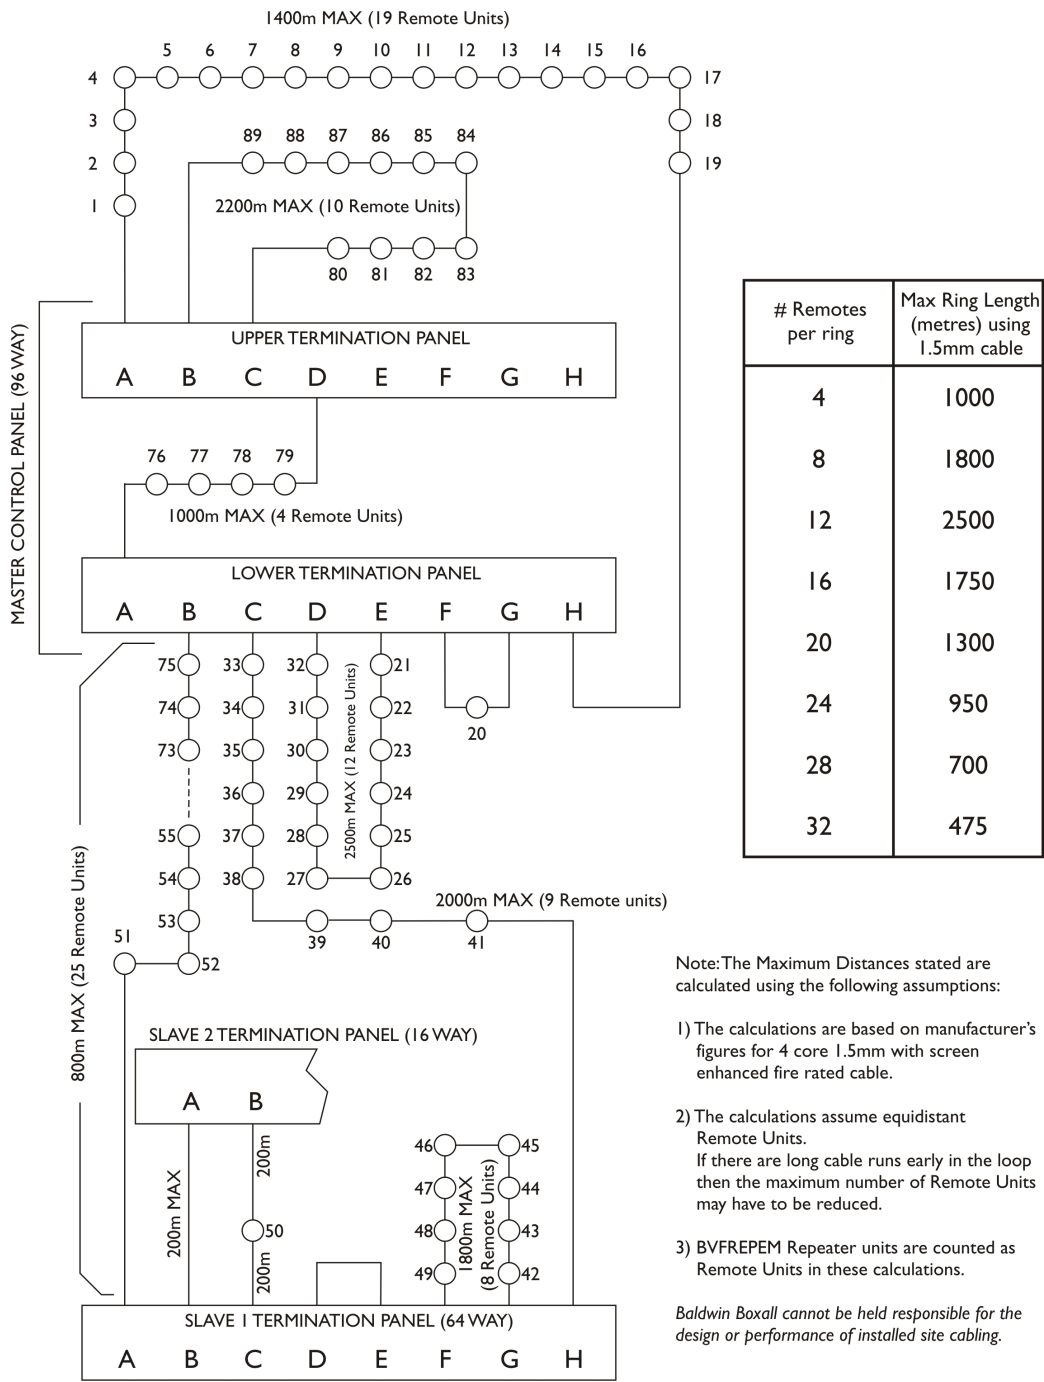 1400m MAX (19 Remote Units)
5 6 7 8 9 10 11 12 13 14 15 16
4 17
3 18
89 88 87 86 85 84
2 19
1
2200m MAX (10 Remote Units)
80 81 82 83
MASTER CONTROL PANEL (96 WAY)
UPPER TERMINATION PANEL
A B C D E F G H
76 77 78 79
1000m MAX (4 Remote Units)
LOWER TERMINATION PANEL
A B C D E F G H
75 33 32 21
74 34 31 22
20
73 35 30 23
36 29 24
55 37 28 25
54 38 27 26
2500m MAX (12 Remote Units)
2000m MAX (9 Remote units)
53
39 40 41
51
52
800m MAX (25 Remote Units)
SLAVE 2 TERMINATION PANEL (16 WAY)
A B
200m MAX
200m
50
200m
46 45
47 44
48 43
49 42
1800m MAX
(8 Remote Units)
SLAVE 1 TERMINATION PANEL (64 WAY)
A B C D E F G H
# Remotes
per ring
Max Ring Length
(metres) using
1.5mm cable
4 1000
8 1800
12 2500
16 1750
20 1300
24 950
28 700
32 475
Note: The Maximum Distances stated are
calculated using the following assumptions:
1) The calculations are based on manufacturer's
figures for 4 core 1.5mm with screen
enhanced fire rated cable.
2) The calculations assume equidistant
Remote Units.
If there are long cable runs early in the loop
then the maximum number of Remote Units
may have to be reduced.
3) BVFREPEM Repeater units are counted as
Remote Units in these calculations.
Baldwin Boxall cannot be held responsible for the
design or performance of installed site cabling.